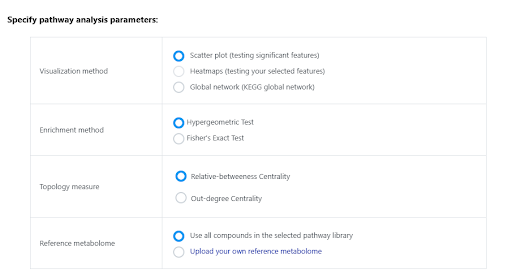 Specify pathway analysis parameters:
Visualization method
Scatter plot (testing significant features)
Heatmaps (testing your selected features)
Global network (KEGG global network)
Enrichment method
Hypergeometric Test
Fisher's Exact Test
Topology measure
Relative-betweeness Centrality
Out-degree Centrality
Reference metabolome
Use all compounds in the selected pathway library
Upload your own reference metabolome